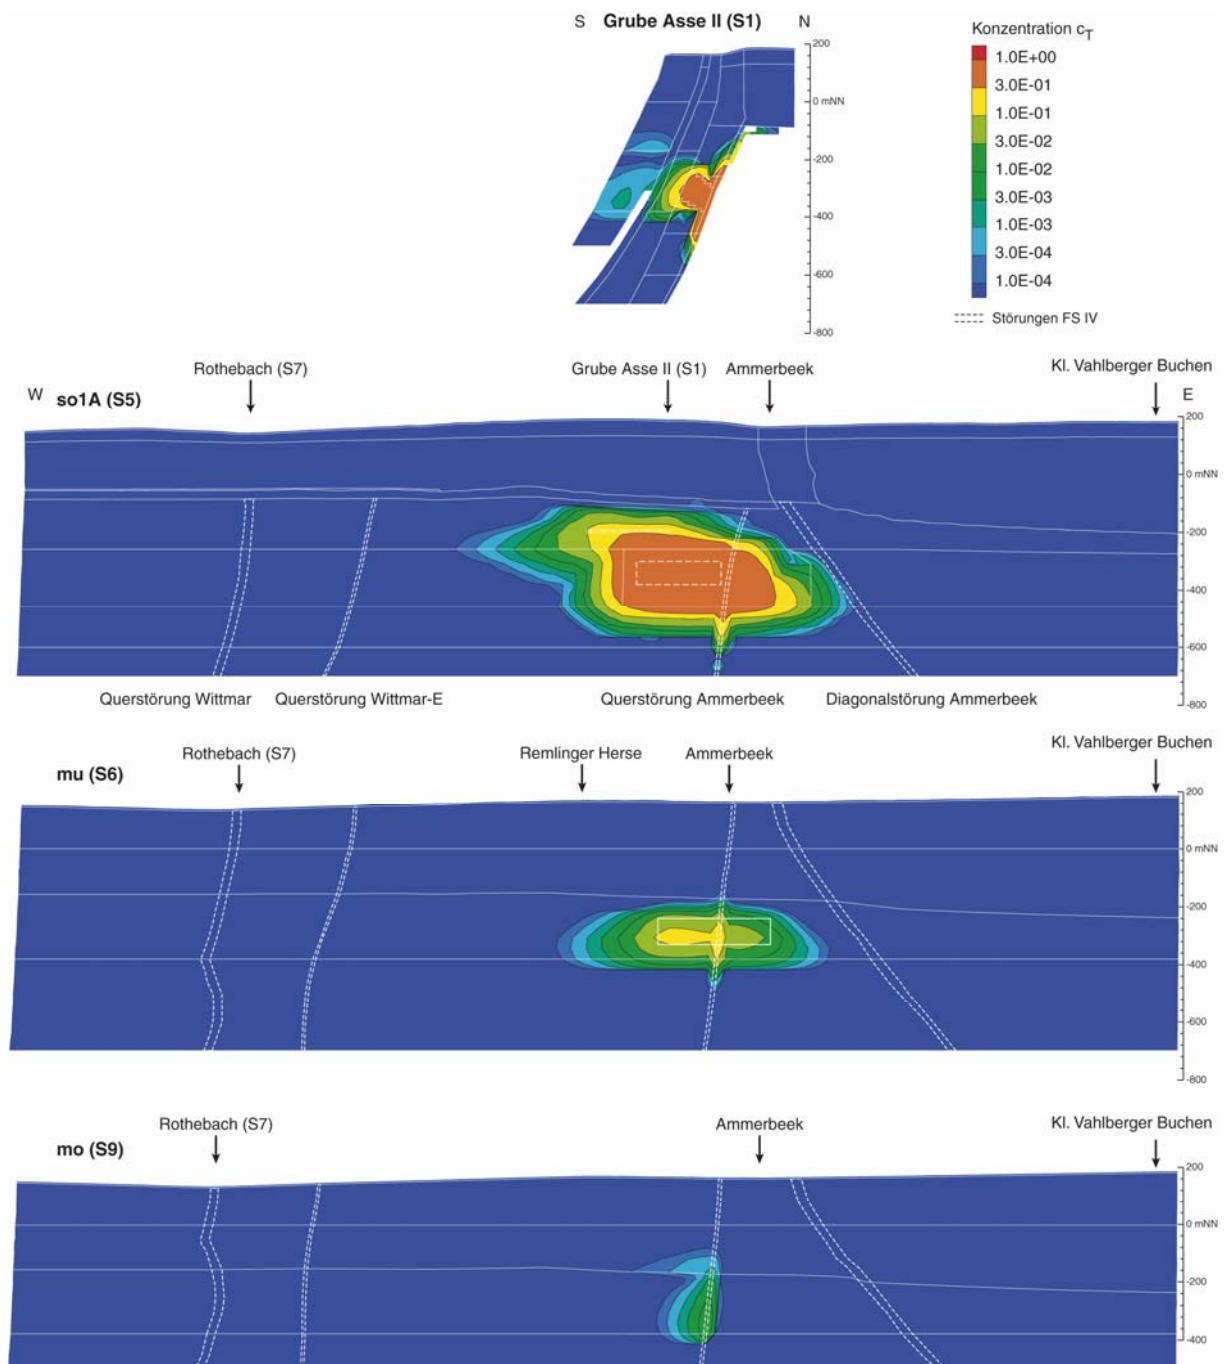 S Grube Asse II (S1) N
200
0 mNN
-200
-400
-600
-800
Konzentration cT
1.0E+00
3.0E-01
1.0E-01
3.0E-02
1.0E-02
3.0E-03
1.0E-03
3.0E-04
1.0E-04
Störungen FS IV
Rothebach (S7) Grube Asse II (S1) Ammerbeek Kl. Vahlberger Buchen
W so1A (S5) E
200
0 mNN
-200
-400
-600
-800
Querstörung Wittmar Querstörung Wittmar-E Querstörung Ammerbeek Diagonalstörung Ammerbeek
Rothebach (S7) Remlinger Herse Ammerbeek Kl. Vahlberger Buchen
mu (S6)
200
0 mNN
-200
-400
-600
-800
Rothebach (S7) Ammerbeek Kl. Vahlberger Buchen
mo (S9)
200
0 mNN
-200
-400